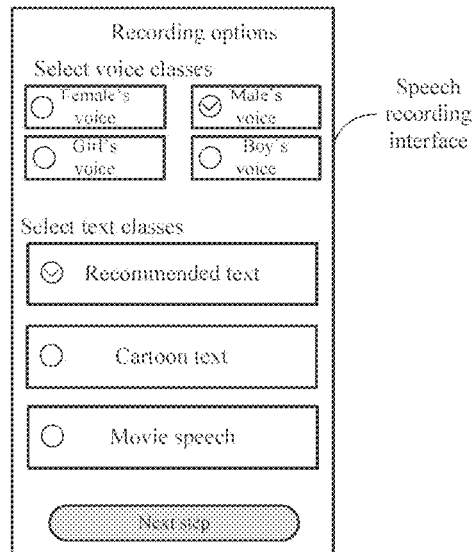 Recording options
Select voice classes
Female's
voice
Male's
voice
Girl's
voice
Boy's
voice
Select text classes
Recommended text
Cartoon text
Movie speech
Next step
Speech
recording
interface